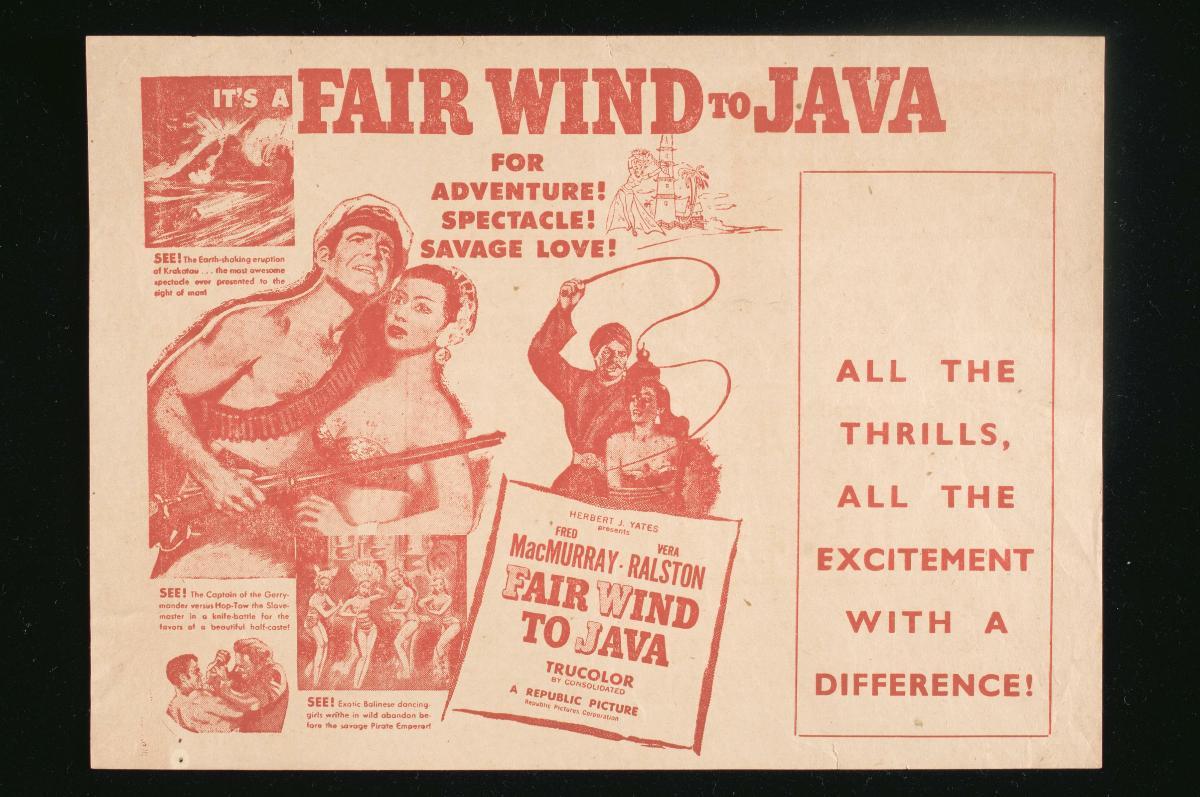 IT'S A FAIR WIND TO JAVA
FOR
ADVENTURE!
SPECTACLE!
SAVAGE LOVE!
SEE! The Earth-shaking eruption
of Krakatau . . . the most awesome
spectacle ever presented to the
sight of man!
SEE! The Captain of the Gerry-
mander versus Hop-Tow the Slave-
master in a knife-battle for the
favors of a beautiful half-caste!
SEE! Exotic Balinese dancing
girls writhe in wild abandon be-
fore the savage Pirate Emperor!
HERBERT J. YATES
presents
FRED VERA
MacMURRAY · RALSTON
FAIR WIND
TO JAVA
TRUCOLOR
BY CONSOLIDATED
A REPUBLIC PICTURE
Republic Pictures Corporation
ALL THE
THRILLS,
ALL THE
EXCITEMENT
WITH A
DIFFERENCE!